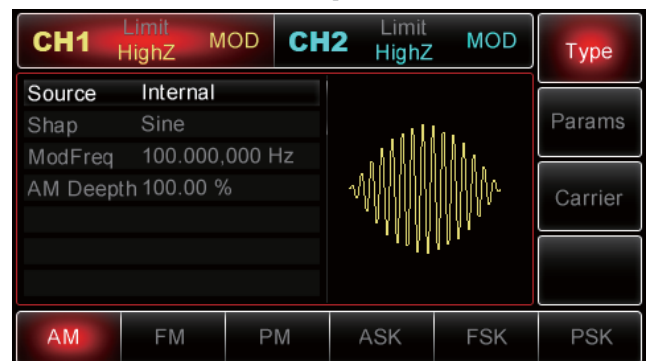 CH1 Limit HighZ MOD CH2 Limit HighZ MOD
Type
Source Internal
Shap Sine
ModFreq 100.000,000 Hz
AM Deepth 100.00 %
Params
Carrier
AM FM PM ASK FSK PSK